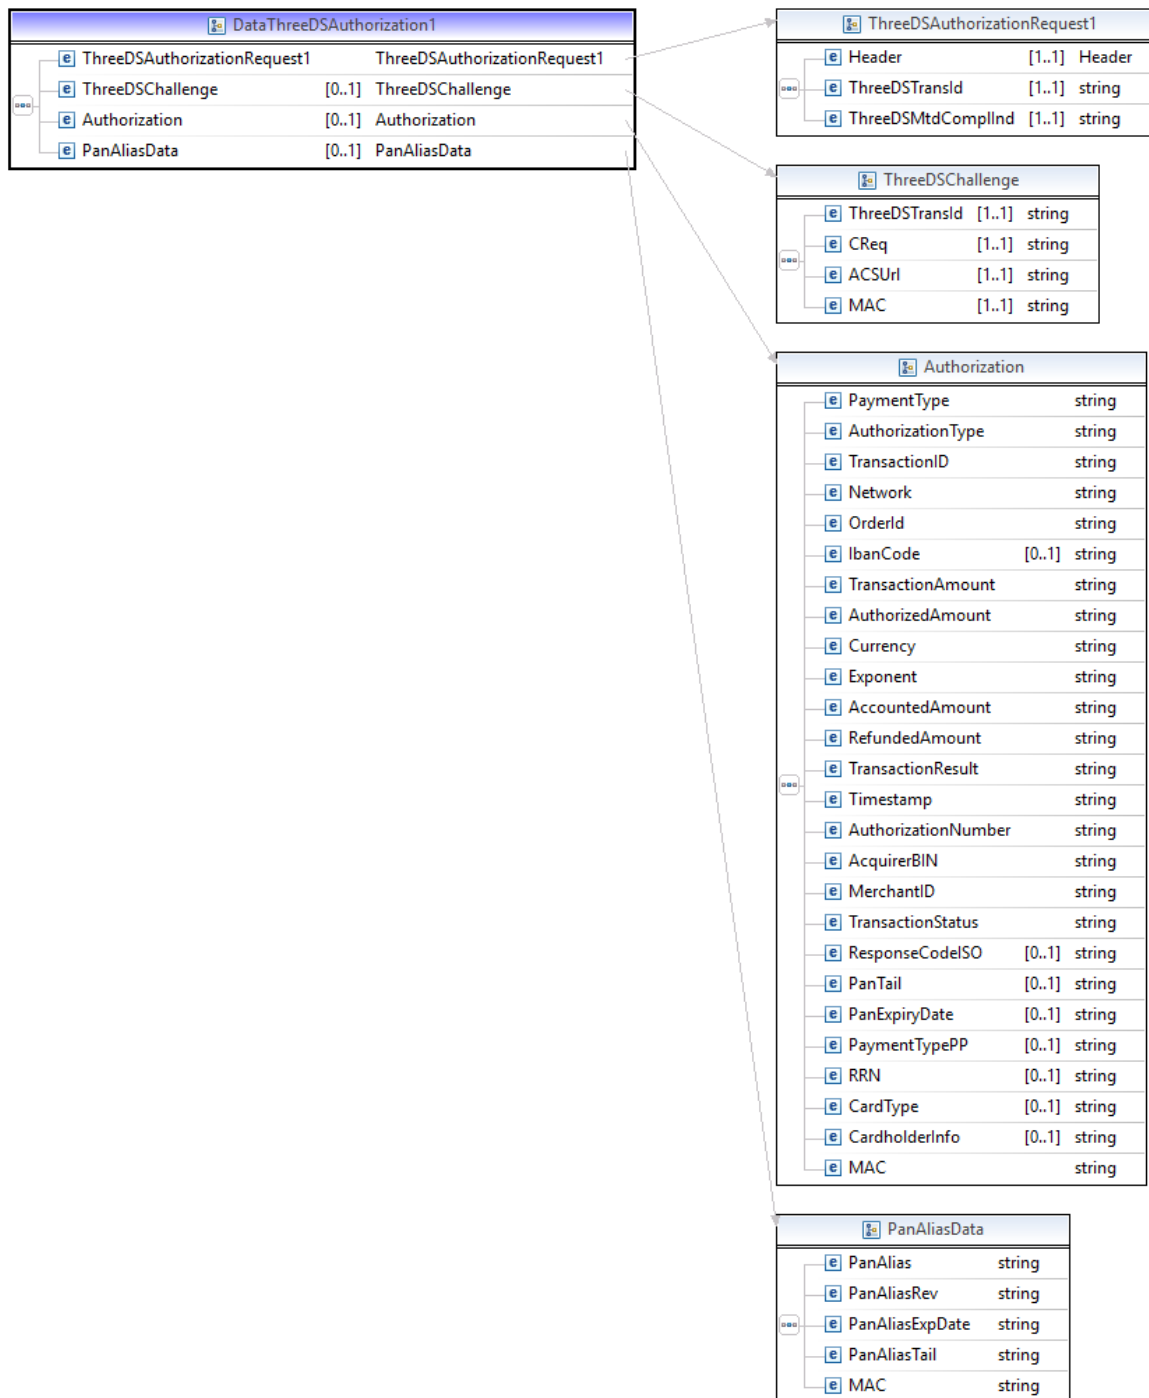 DataThreeDSAuthorization1
e ThreeDSAuthorizationRequest1 ThreeDSAuthorizationRequest1
e ThreeDSChallenge [0..1] ThreeDSChallenge
e Authorization [0..1] Authorization
e PanAliasData [0..1] PanAliasData
ThreeDSAuthorizationRequest1
e Header [1..1] Header
e ThreeDSTransId [1..1] string
e ThreeDSMtdComplInd [1..1] string
ThreeDSChallenge
e ThreeDSTransId [1..1] string
e CReq [1..1] string
e ACSUrl [1..1] string
e MAC [1..1] string
Authorization
e PaymentType string
e AuthorizationType string
e TransactionID string
e Network string
e OrderId string
e IbanCode [0..1] string
e TransactionAmount string
e AuthorizedAmount string
e Currency string
e Exponent string
e AccountedAmount string
e RefundedAmount string
e TransactionResult string
e Timestamp string
e AuthorizationNumber string
e AcquirerBIN string
e MerchantID string
e TransactionStatus string
e ResponseCodeISO [0..1] string
e PanTail [0..1] string
e PanExpiryDate [0..1] string
e PaymentTypePP [0..1] string
e RRN [0..1] string
e CardType [0..1] string
e CardholderInfo [0..1] string
e MAC string
PanAliasData
e PanAlias string
e PanAliasRev string
e PanAliasExpDate string
e PanAliasTail string
e MAC string